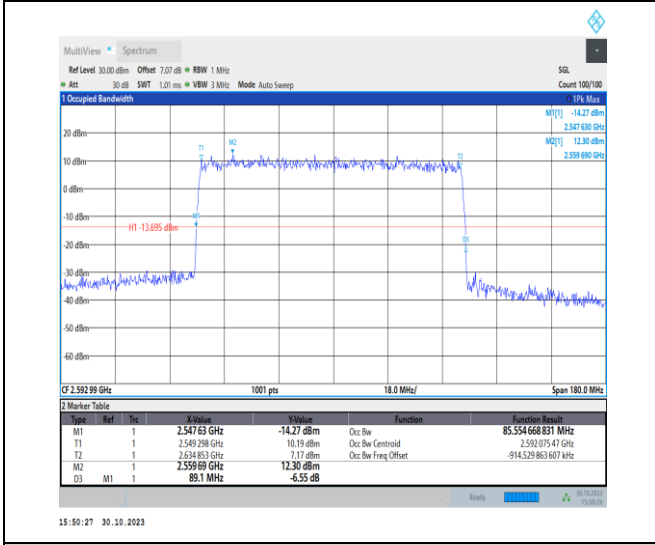 MultiView Spectrum
Ref Level 30.00 dBm Offset 7.07 dB RBW 1 MHz SGL
Att 30 dB SWT 1.01 ms VBW 3 MHz Mode Auto Sweep Count 100/100
1 Occupied Bandwidth 1Pk Max
M1[1] -14.27 dBm
2.547 630 GHz
M2[1] 12.30 dBm
2.559 690 GHz
20 dBm
T1 M2 T2
10 dBm
0 dBm
-10 dBm
M1
H1 -13.695 dBm
-20 dBm
D3
-30 dBm
-40 dBm
-50 dBm
-60 dBm
CF 2.592 99 GHz 1001 pts 18.0 MHz/ Span 180.0 MHz
2 Marker Table
Type Ref Trc X-Value Y-Value Function Function Result
M1 1 2.547 63 GHz -14.27 dBm Occ Bw 85.554 668 831 MHz
T1 1 2.549 298 GHz 10.19 dBm Occ Bw Centroid 2.592 075 47 GHz
T2 1 2.634 853 GHz 7.17 dBm Occ Bw Freq Offset -914.529 863 607 kHz
M2 1 2.559 69 GHz 12.30 dBm
D3 M1 1 89.1 MHz -6.55 dB
Ready 30.10.2023
15:50:28
15:50:27 30.10.2023